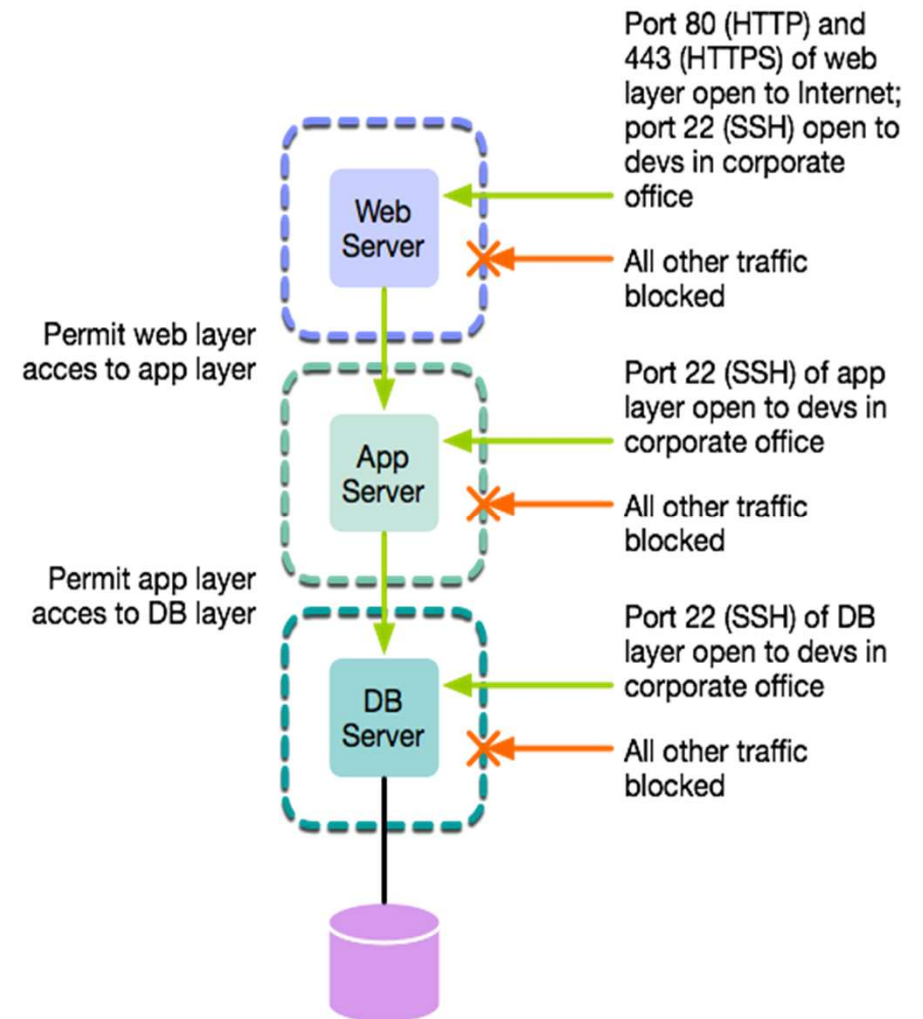 Port 80 (HTTP) and
443 (HTTPS) of web
layer open to Internet;
port 22 (SSH) open to
devs in corporate
office
Web
Server
All other traffic
blocked
Permit web layer
acces to app layer
Port 22 (SSH) of app
layer open to devs in
corporate office
App
Server
All other traffic
blocked
Permit app layer
acces to DB layer
Port 22 (SSH) of DB
layer open to devs in
corporate office
DB
Server
All other traffic
blocked